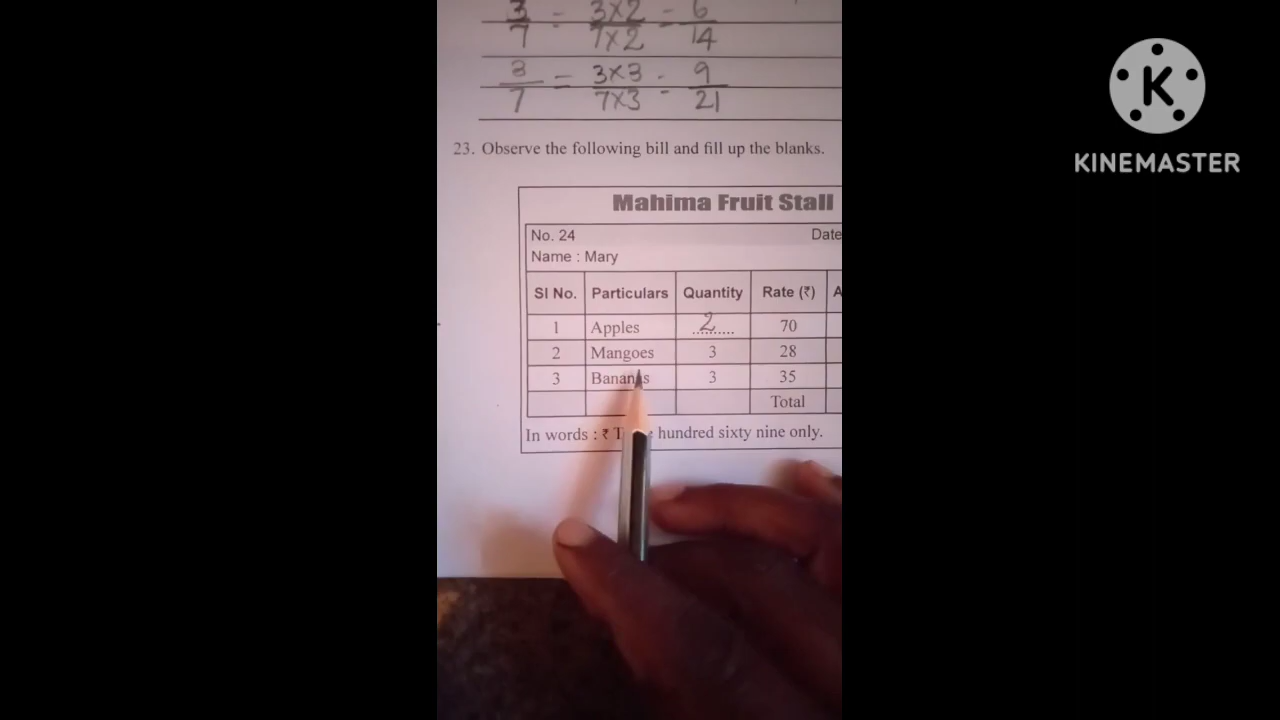 3/7 = 3×2/7×2 = 6/14
3/7 = 3×3/7×3 = 9/21
23. Observe the following bill and fill up the blanks.
Mahima Fruit Stall
No. 24 Date
Name : Mary
Sl No. Particulars Quantity Rate (₹) A
1 Apples 2 70
2 Mangoes 3 28
3 Bananas 3 35
Total
In words : ₹ hundred sixty nine only.
K
KINEMASTER